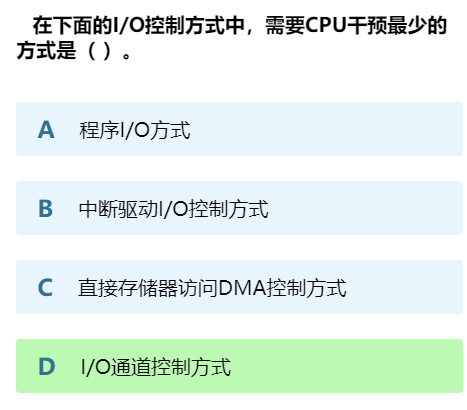 在下面的I/O控制方式中，需要CPU干预最少的
方式是（ ）。
A 程序I/O方式
B 中断驱动I/O控制方式
C 直接存储器访问DMA控制方式
D I/O通道控制方式